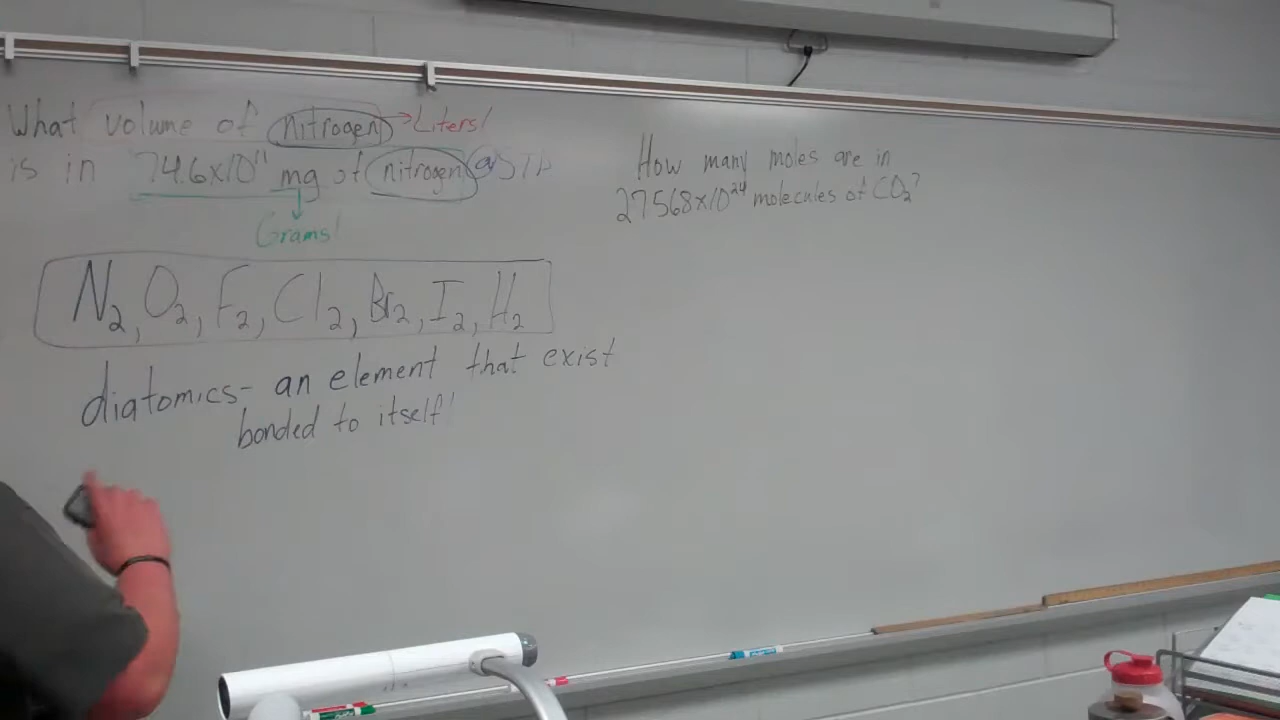 What volume of nitrogen → Liters!
is in 74.6x10¹¹ mg of nitrogen @ STP
Grams!
N₂, O₂, F₂, Cl₂, Br₂, I₂, H₂
diatomics- an element that exist
bonded to itself!
How many moles are in
27568x10²⁴ molecules of CO₂?